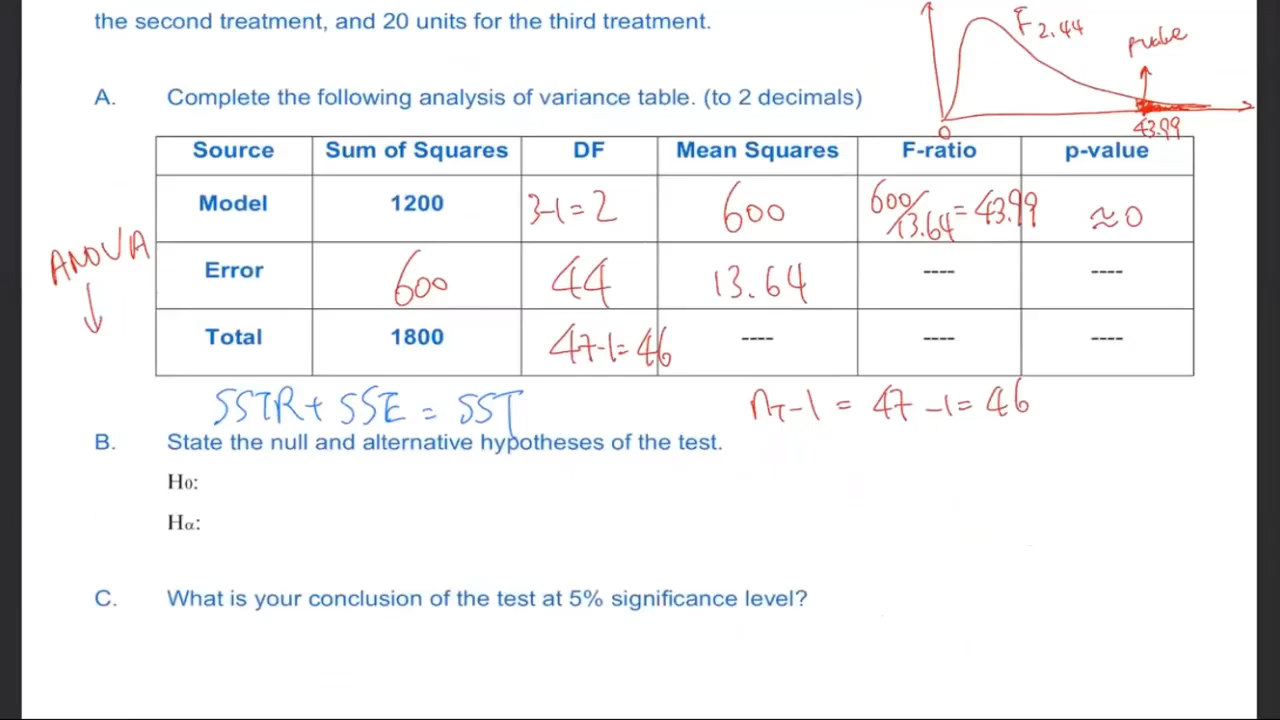 the second treatment, and 20 units for the third treatment.
F 2.44
p value
A. Complete the following analysis of variance table. (to 2 decimals)
0 43.99
Source Sum of Squares DF Mean Squares F-ratio p-value
Model 1200 3-1=2 600 600/13.64=43.99 ≈0
ANOVA
Error 600 44 13.64 ---- ----
Total 1800 47-1=46 ---- ---- ----
SSTR+SSE=SST nT-1=47-1=46
B. State the null and alternative hypotheses of the test.
H0:
Hα:
C. What is your conclusion of the test at 5% significance level?